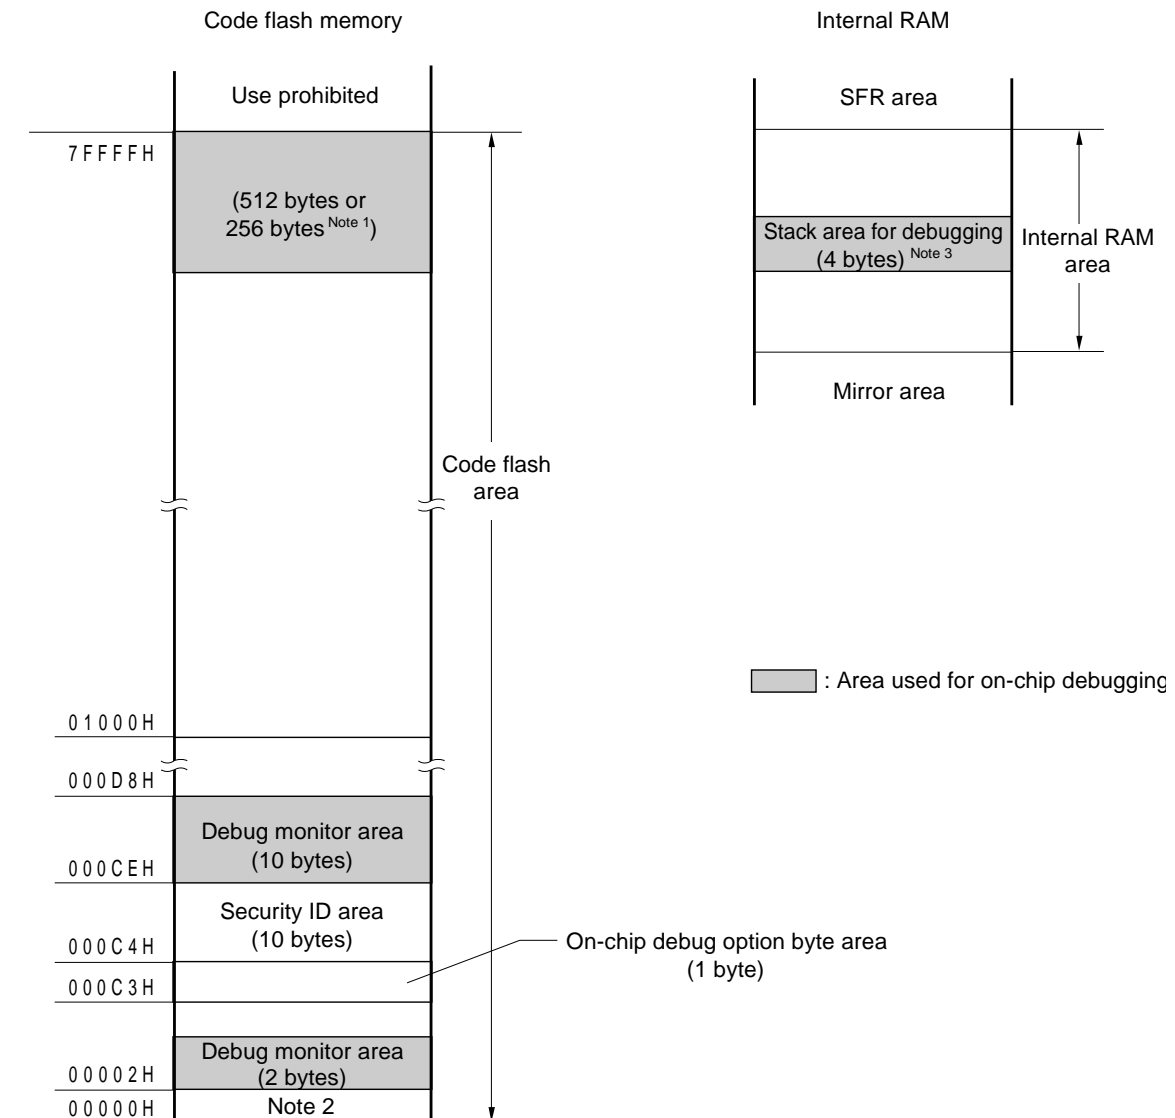 Code flash memory
Use prohibited
7FFFFH
(512 bytes or
256 bytes Note 1)
Code flash
area
01000H
000D8H
Debug monitor area
(10 bytes)
000CEH
Security ID area
(10 bytes)
000C4H
On-chip debug option byte area
(1 byte)
000C3H
Debug monitor area
(2 bytes)
00002H
00000H
Note 2
Internal RAM
SFR area
Stack area for debugging
(4 bytes) Note 3
Internal RAM
area
Mirror area
: Area used for on-chip debugging